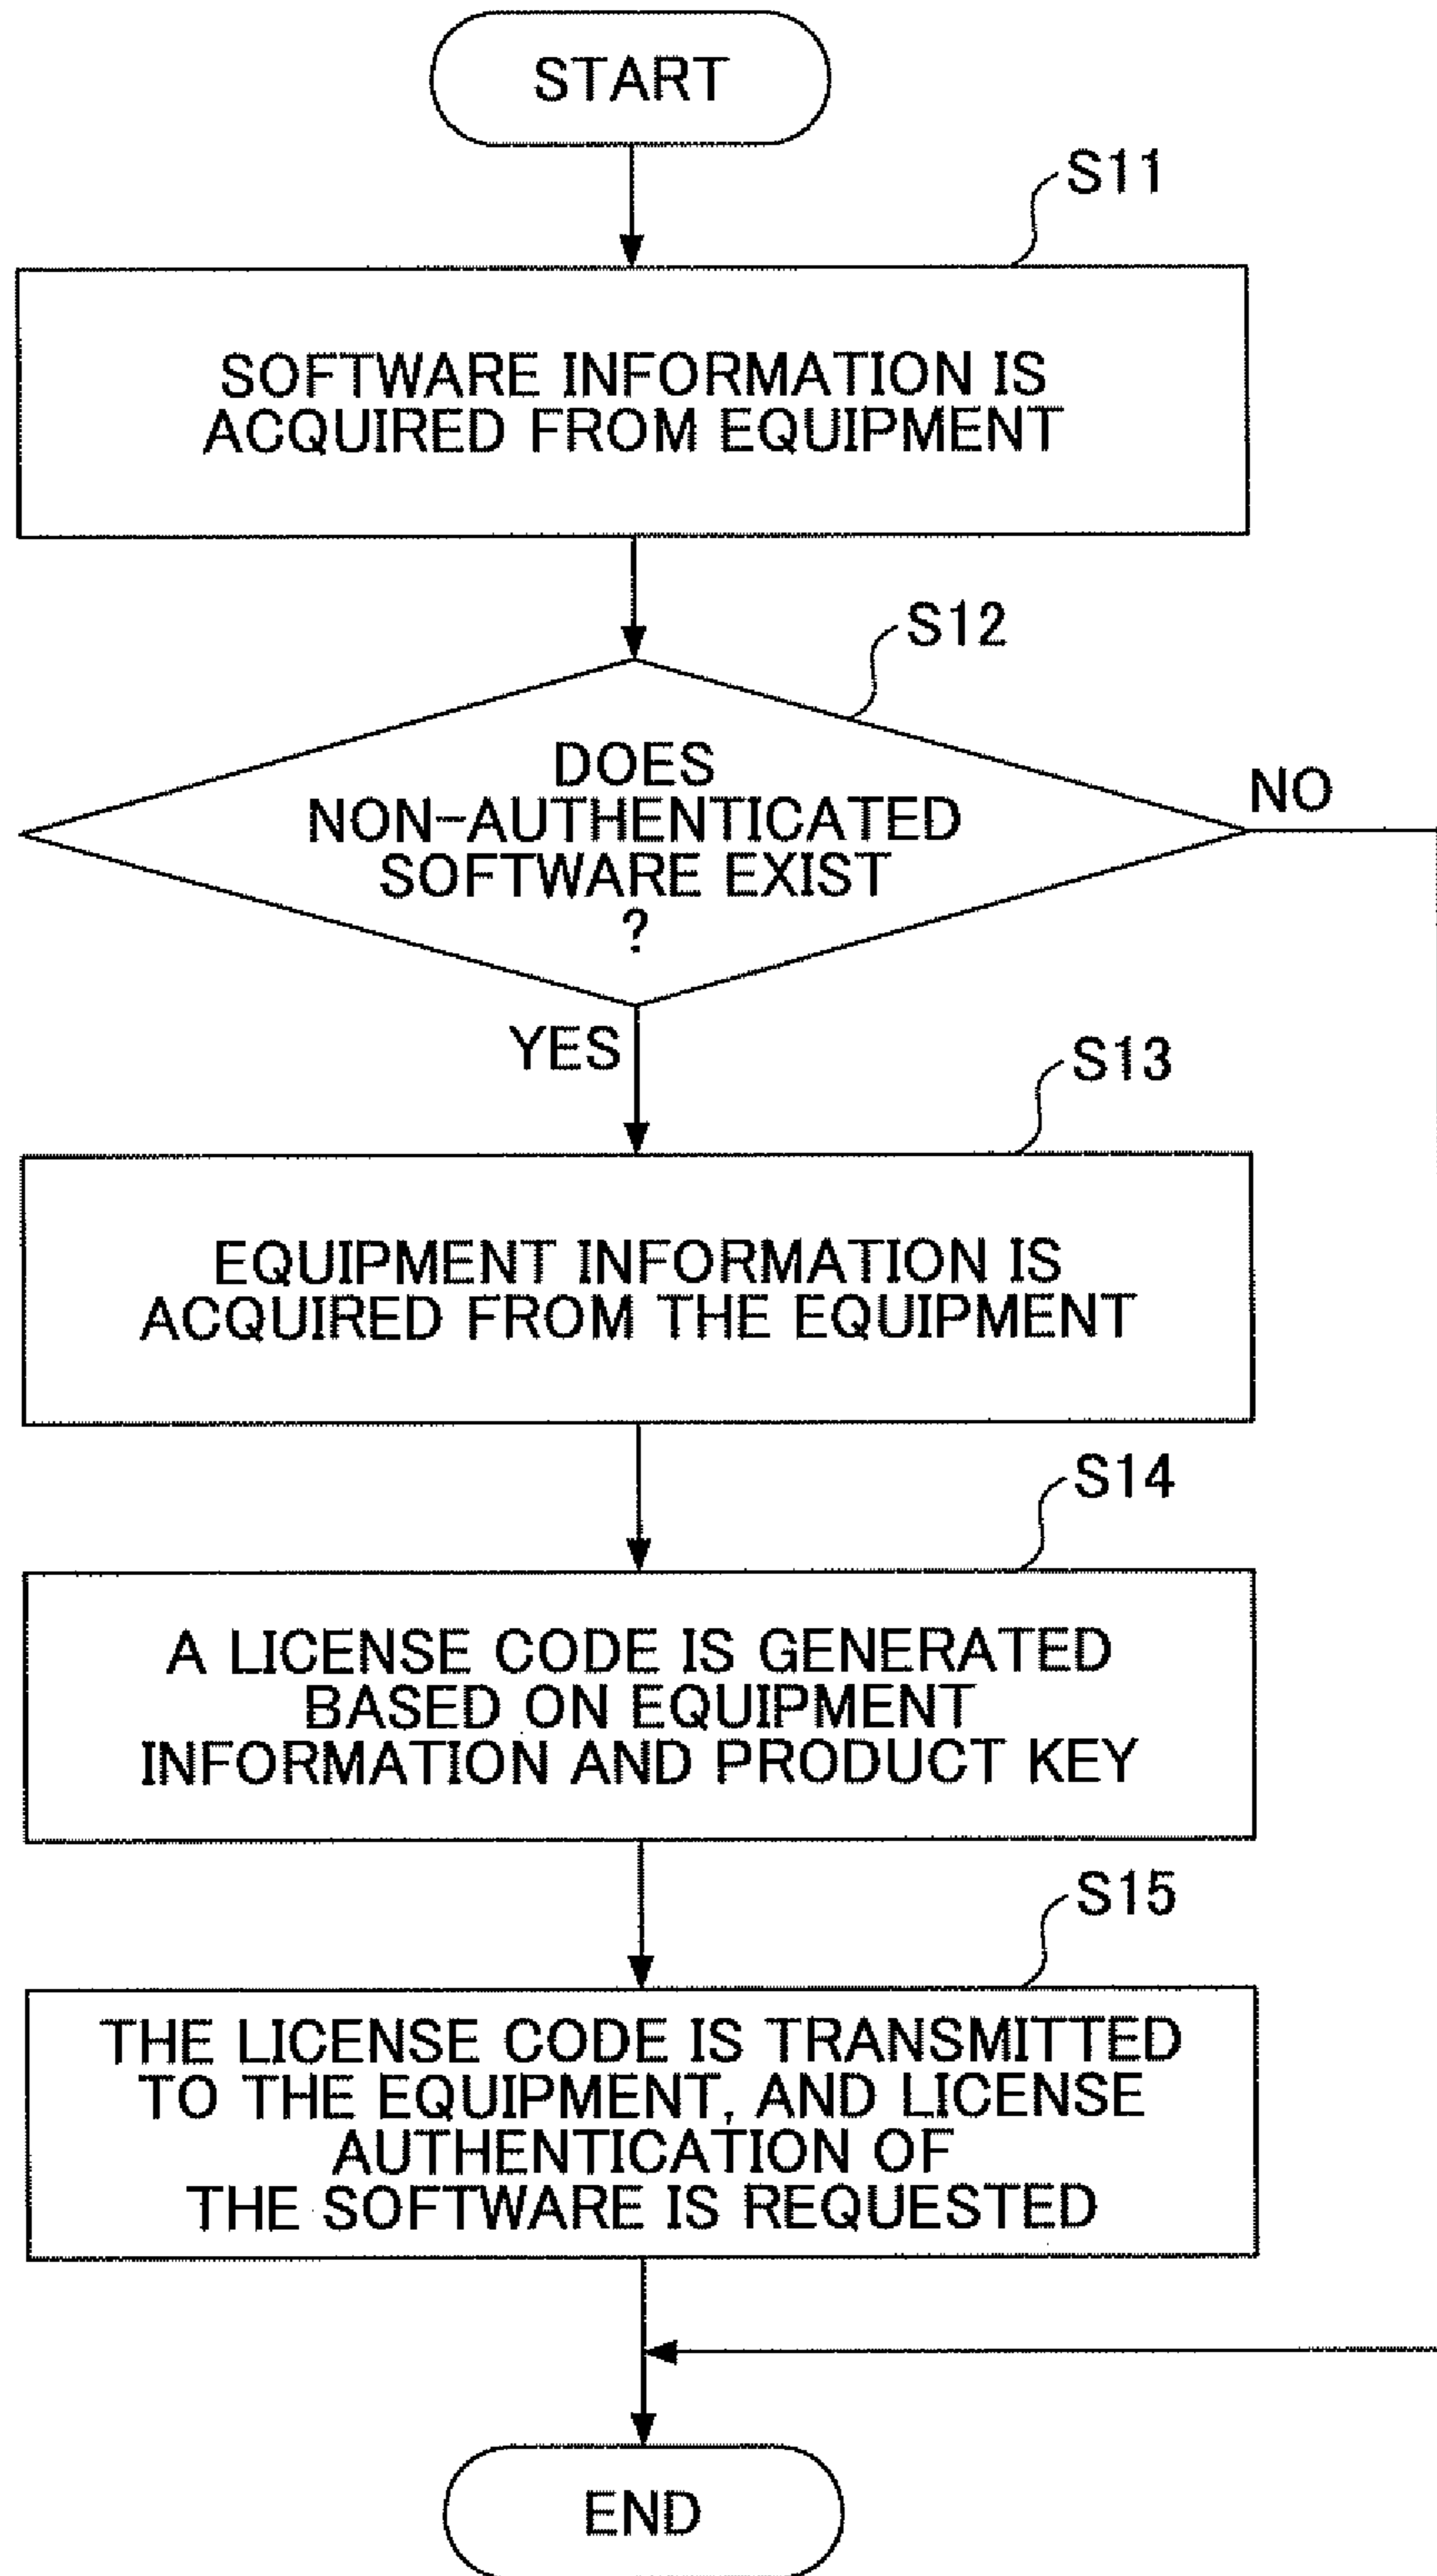 START
S11
SOFTWARE INFORMATION IS
ACQUIRED FROM EQUIPMENT
S12
DOES
NON-AUTHENTICATED
SOFTWARE EXIST
?
NO
YES
S13
EQUIPMENT INFORMATION IS
ACQUIRED FROM THE EQUIPMENT
S14
A LICENSE CODE IS GENERATED
BASED ON EQUIPMENT
INFORMATION AND PRODUCT KEY
S15
THE LICENSE CODE IS TRANSMITTED
TO THE EQUIPMENT, AND LICENSE
AUTHENTICATION OF
THE SOFTWARE IS REQUESTED
END